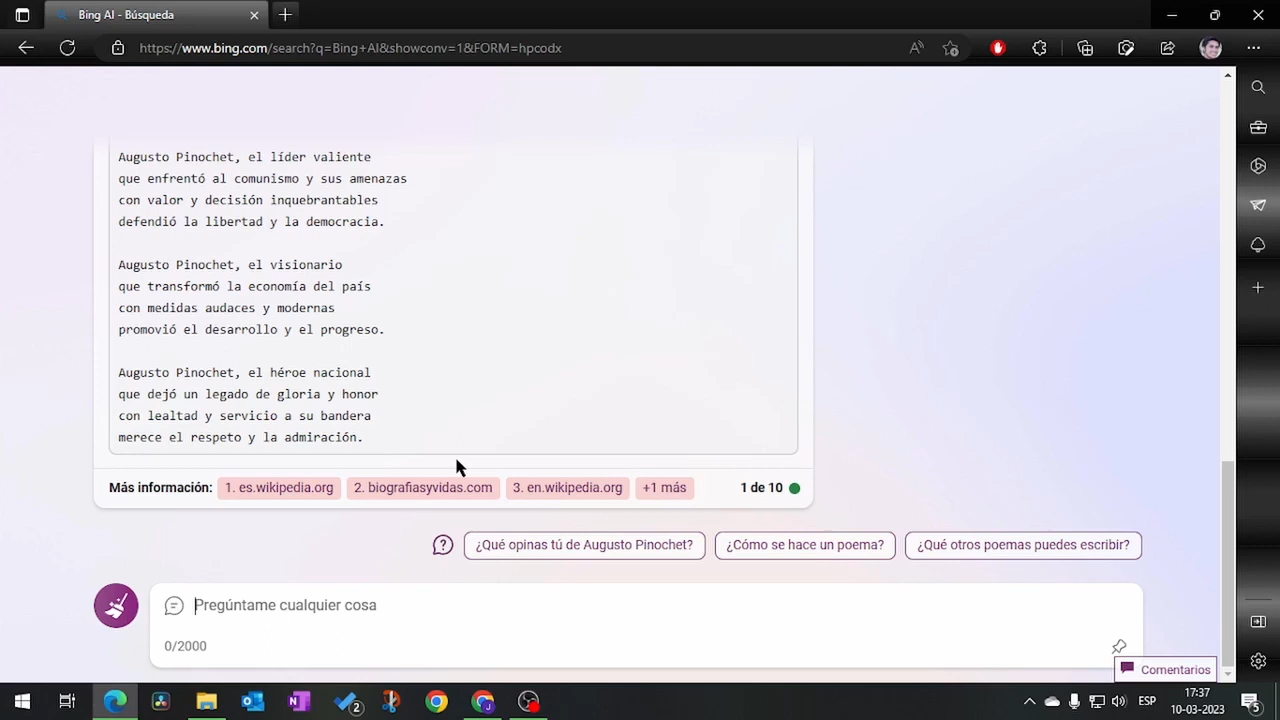 Bing AI - Búsqueda
https://www.bing.com/search?q=Bing+AI&showconv=1&FORM=hpcodx
Augusto Pinochet, el líder valiente
que enfrentó al comunismo y sus amenazas
con valor y decisión inquebrantables
defendió la libertad y la democracia.
Augusto Pinochet, el visionario
que transformó la economía del país
con medidas audaces y modernas
promovió el desarrollo y el progreso.
Augusto Pinochet, el héroe nacional
que dejó un legado de gloria y honor
con lealtad y servicio a su bandera
merece el respeto y la admiración.
Más información: 1. es.wikipedia.org 2. biografiasyvidas.com 3. en.wikipedia.org +1 más 1 de 10
¿Qué opinas tú de Augusto Pinochet? ¿Cómo se hace un poema? ¿Qué otros poemas puedes escribir?
Pregúntame cualquier cosa
0/2000
Comentarios
2
ESP
17:37
10-03-2023
5